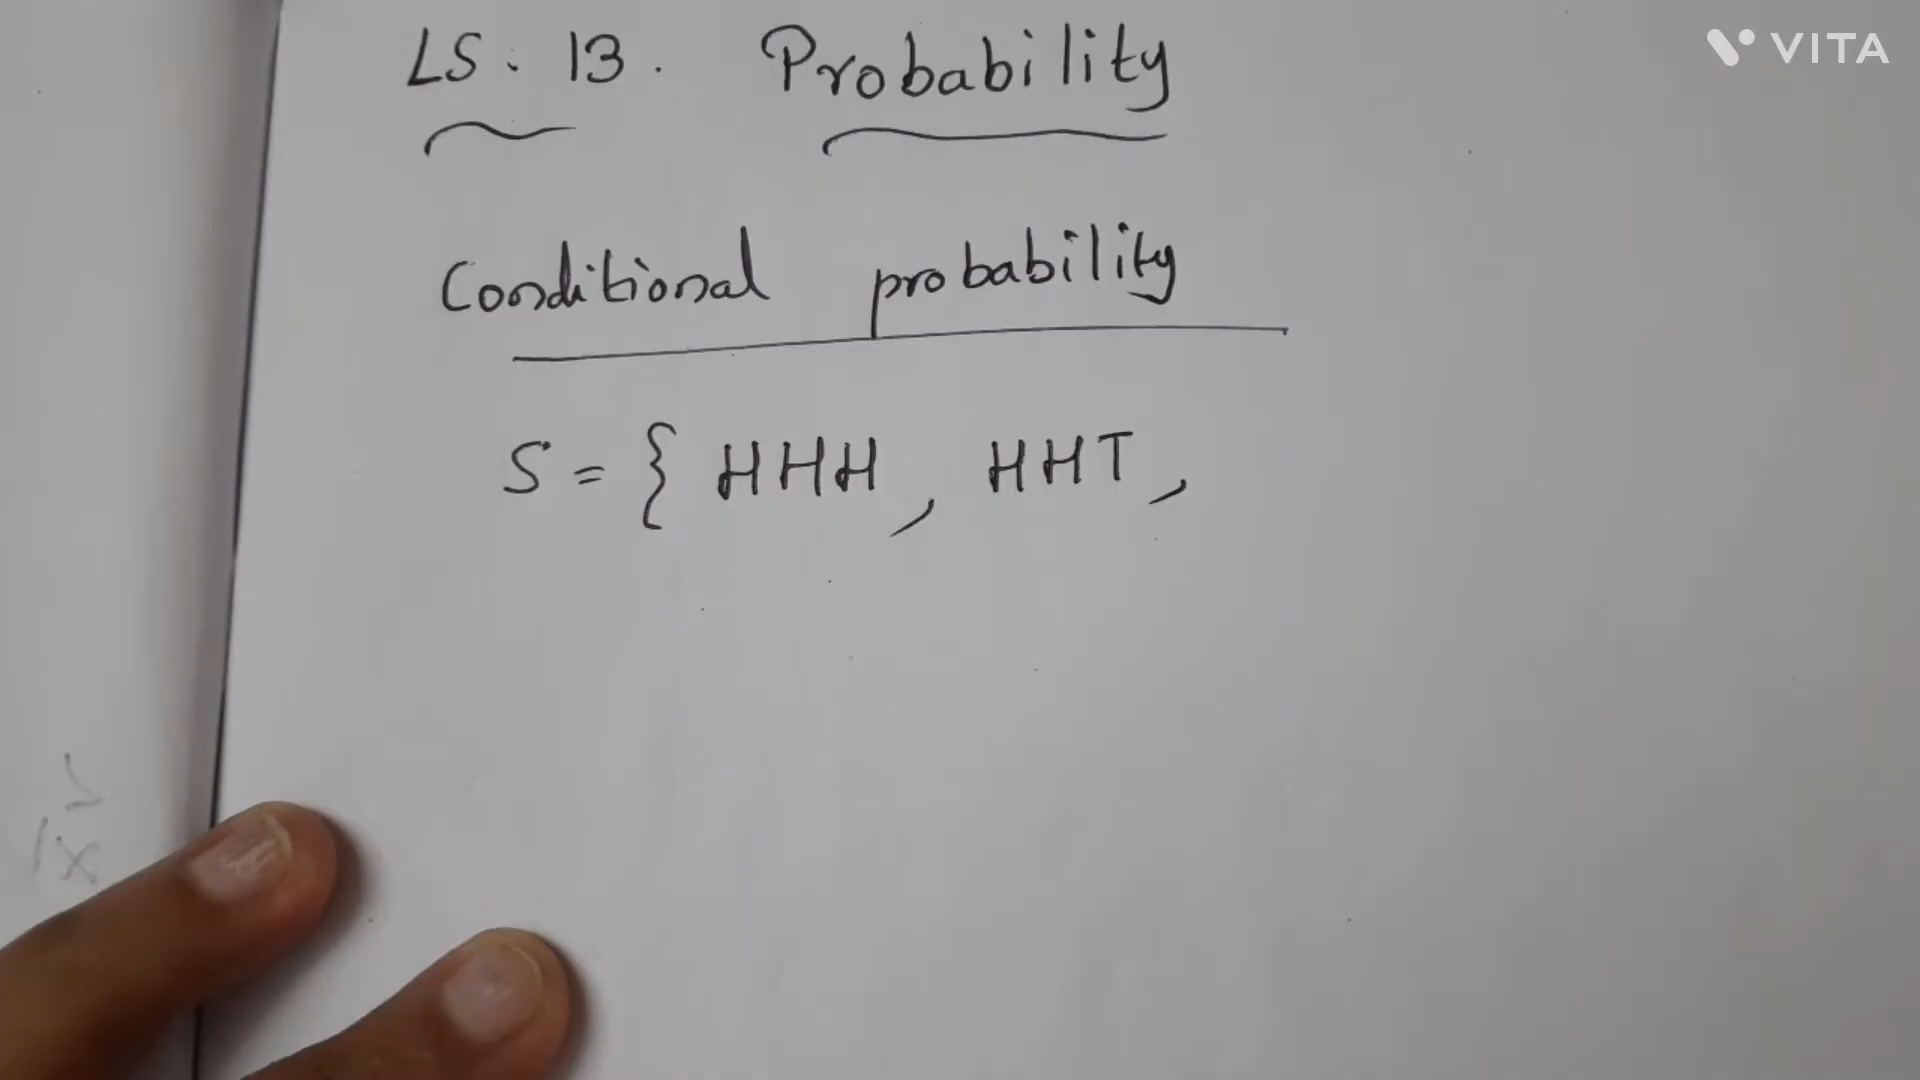 LS. 13. Probability
VITA
Conditional probability
S = { HHH, HHT,